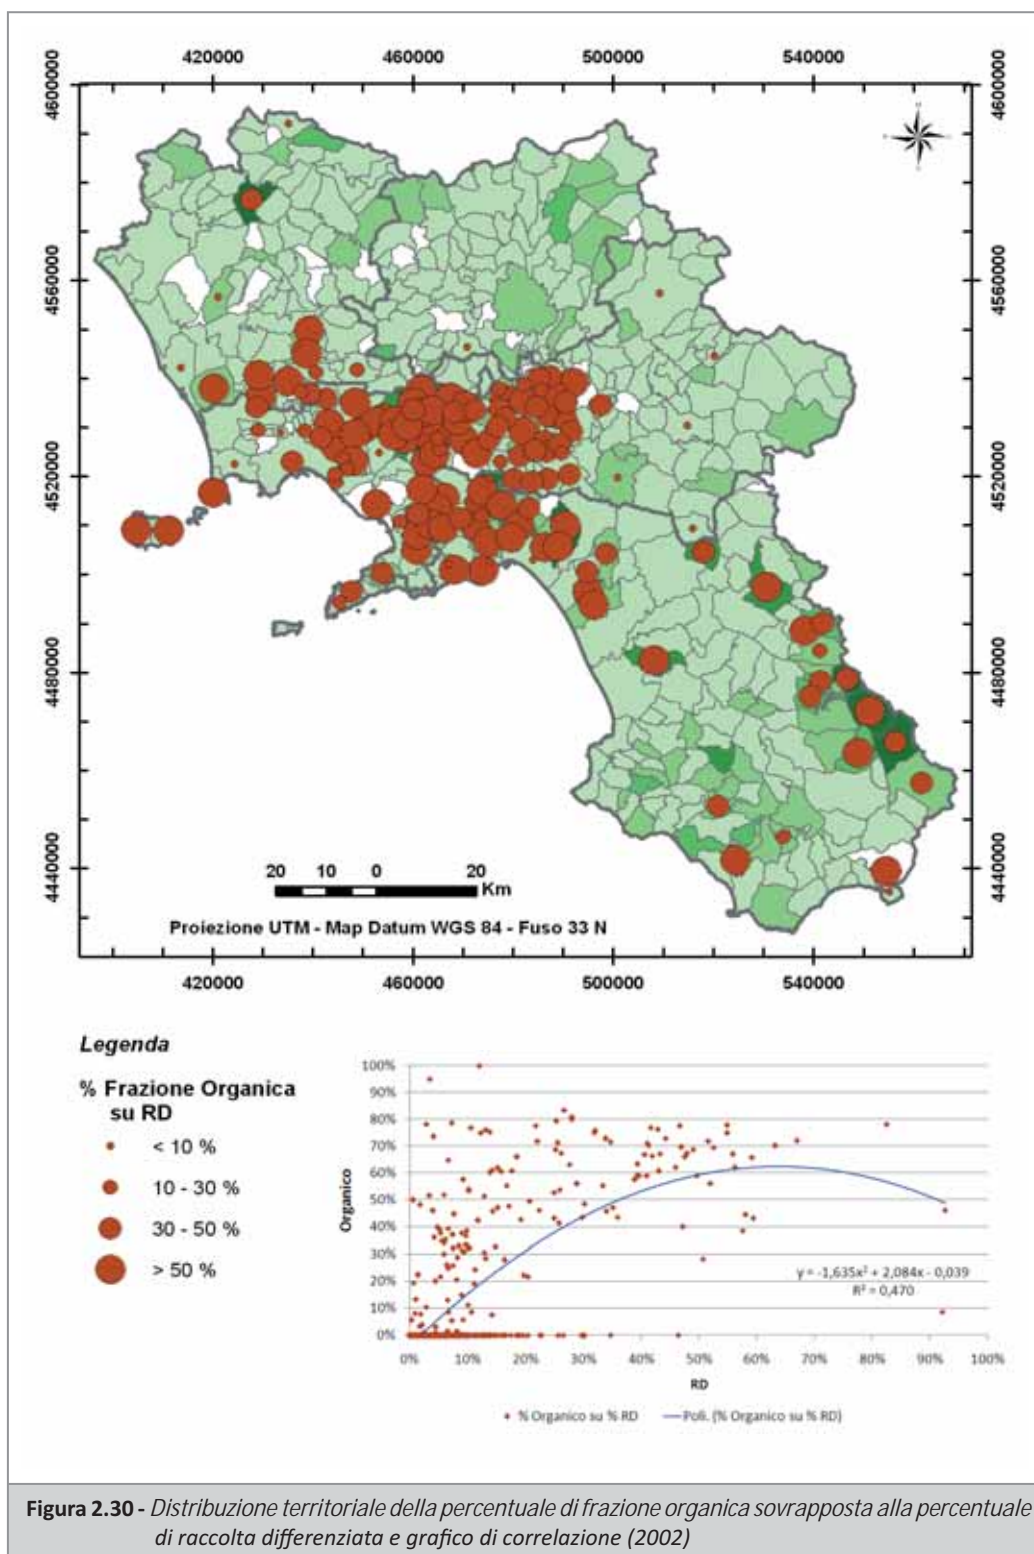 420000 460000 500000 540000
4600000 4600000
4560000 4560000
4520000 4520000
4480000 4480000
4440000 4440000
20 10 0 20
Km
Proiezione UTM - Map Datum WGS 84 - Fuso 33 N
420000 460000 500000 540000
Legenda
% Frazione Organica
su RD
< 10 %
10 - 30 %
30 - 50 %
> 50 %
100%
90%
80%
70%
60%
50%
40%
30%
20%
10%
0%
Organico
y = -1,635x² + 2,084x - 0,039
R² = 0,470
0% 10% 20% 30% 40% 50% 60% 70% 80% 90% 100%
RD
% Organico su % RD) Poli. (% Organico su % RD)
Figura 2.30 - Distribuzione territoriale della percentuale di frazione organica sovrapposta alla percentuale
di raccolta differenziata e grafico di correlazione (2002)